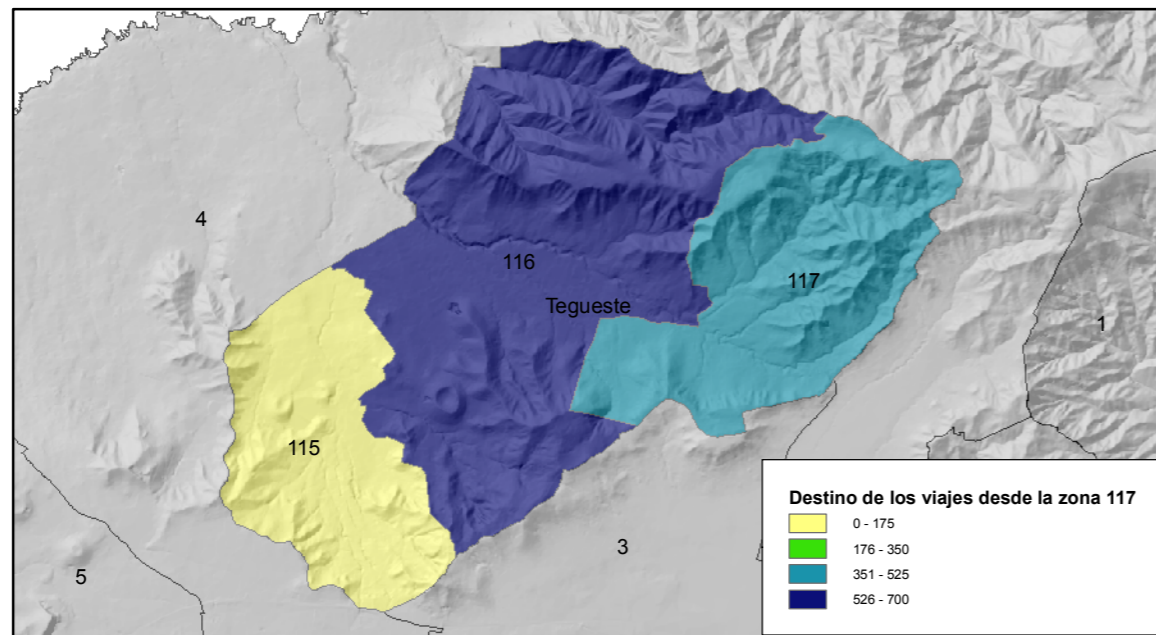 4
116
117
Tegueste
1
115
3
5
Destino de los viajes desde la zona 117
0 - 175
176 - 350
351 - 525
526 - 700